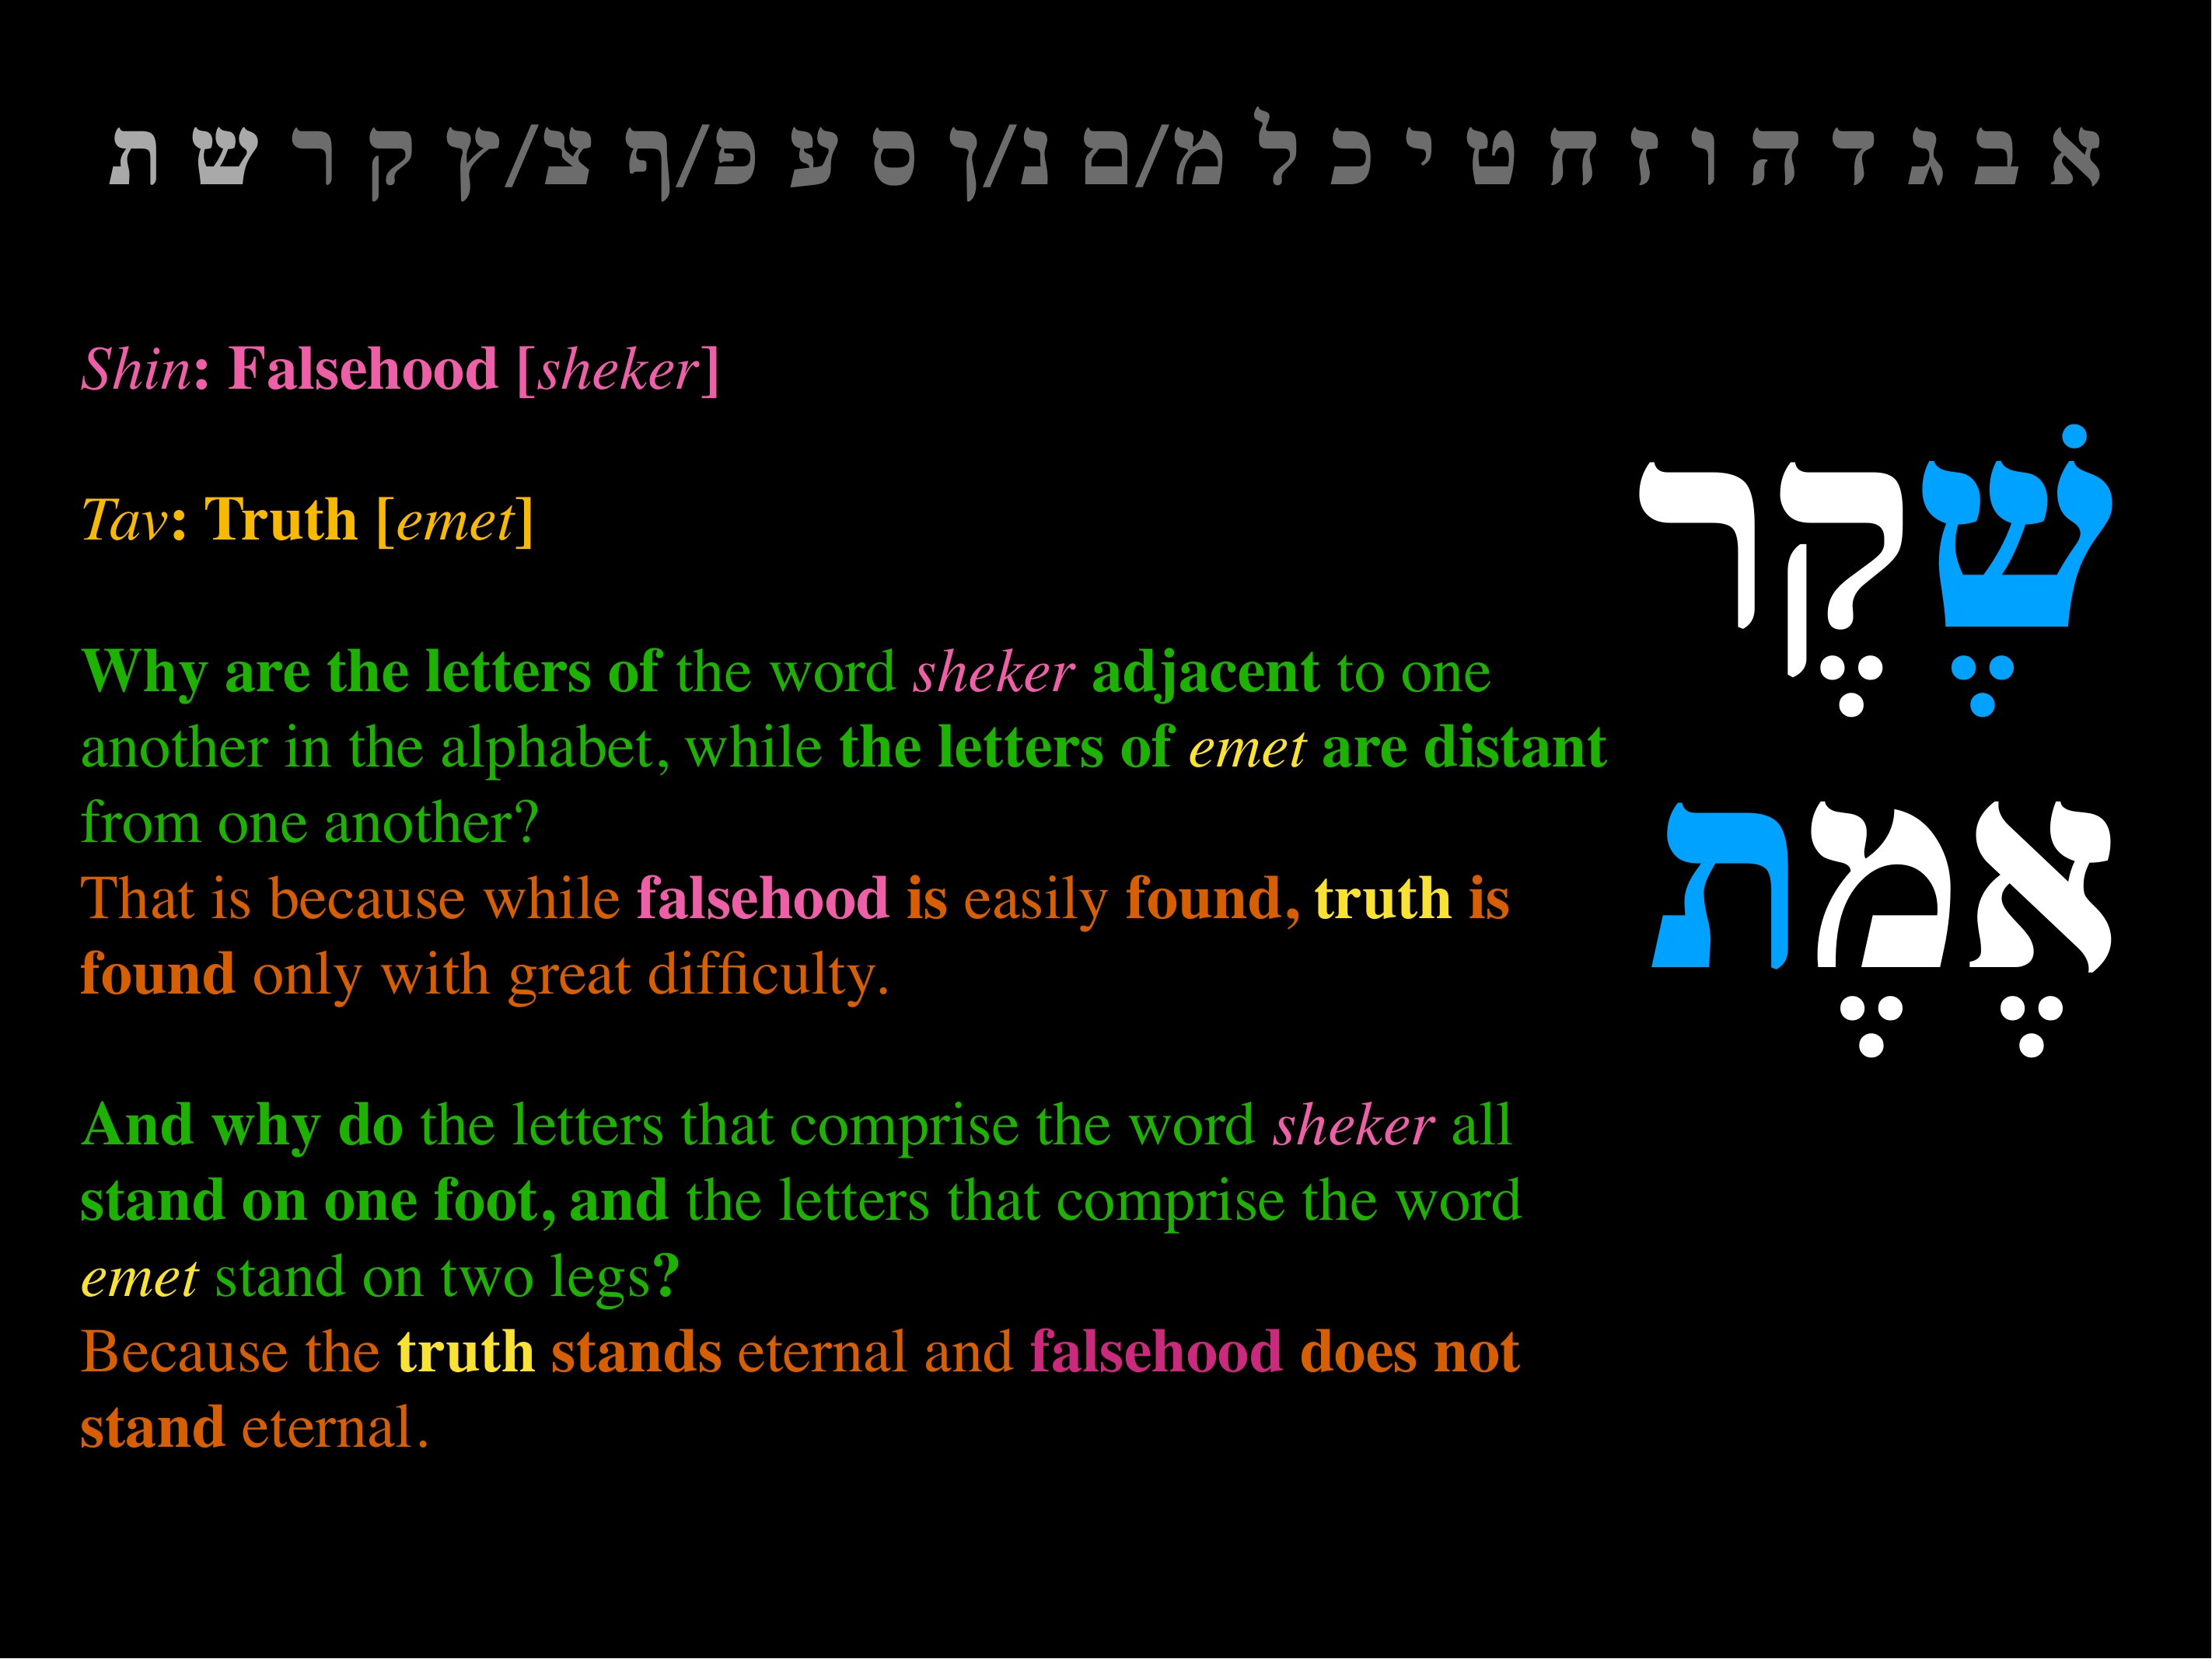 א ב ג ד ה ו ז ח ט י כ ל מ/ם נ/ן ס ע פ/ף צ/ץ ק ר ש ת
Shin: Falsehood [sheker]
Tav: Truth [emet]
Why are the letters of the word sheker adjacent to one
another in the alphabet, while the letters of emet are distant
from one another?
That is because while falsehood is easily found, truth is
found only with great difficulty.
And why do the letters that comprise the word sheker all
stand on one foot, and the letters that comprise the word
emet stand on two legs?
Because the truth stands eternal and falsehood does not
stand eternal.
שֶׁקֶר
אֶמֶת